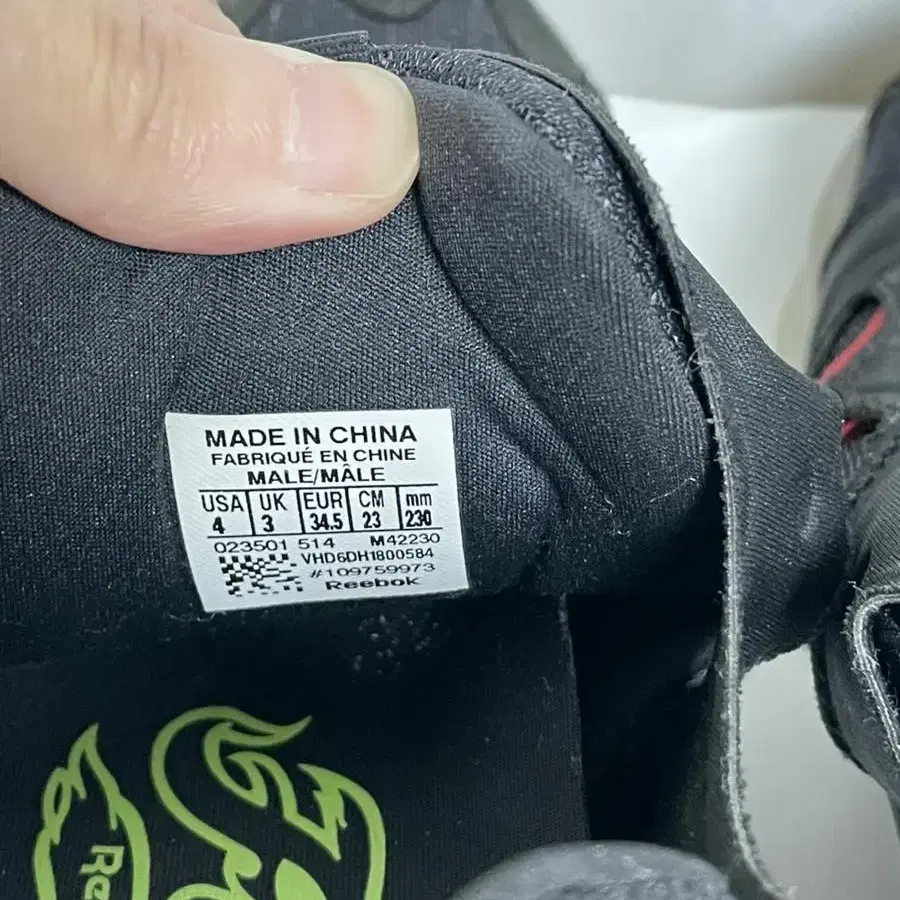 MADE IN CHINA
FABRIQUÉ EN CHINE
MALE/MÂLE
USA UK EUR CM mm
4 3 34.5 23 230
023501 514 M42230
VHD6DH1800584
#109759973
Reebok